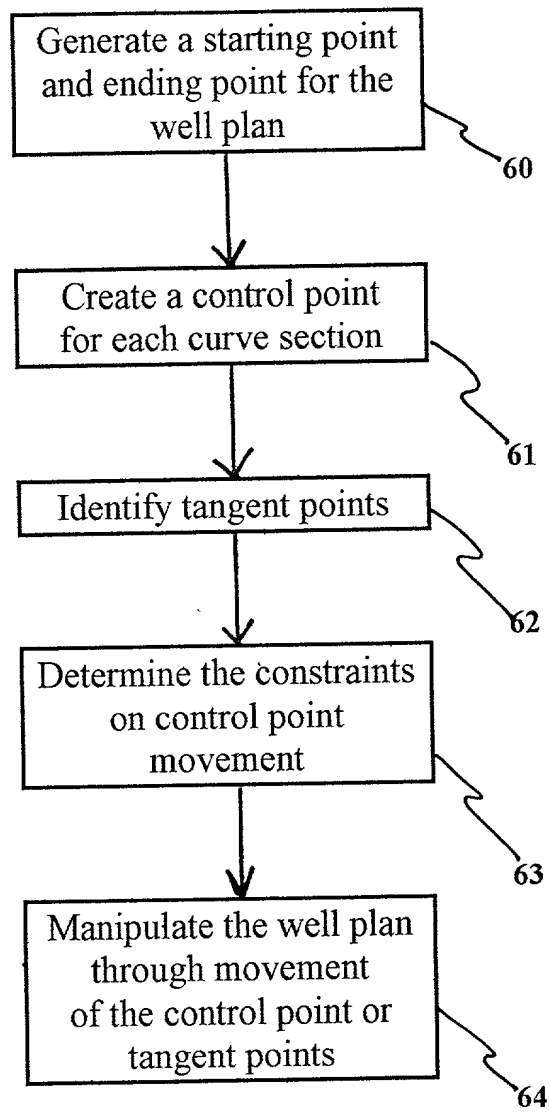 Generate a starting point
and ending point for the
well plan
60
Create a control point
for each curve section
61
Identify tangent points
62
Determine the constraints
on control point
movement
63
Manipulate the well plan
through movement
of the control point or
tangent points
64